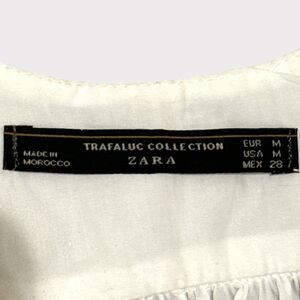 TRAFALUC COLLECTION
ZARA
MADE IN
MOROCCO
EUR M
USA M
MEX 28